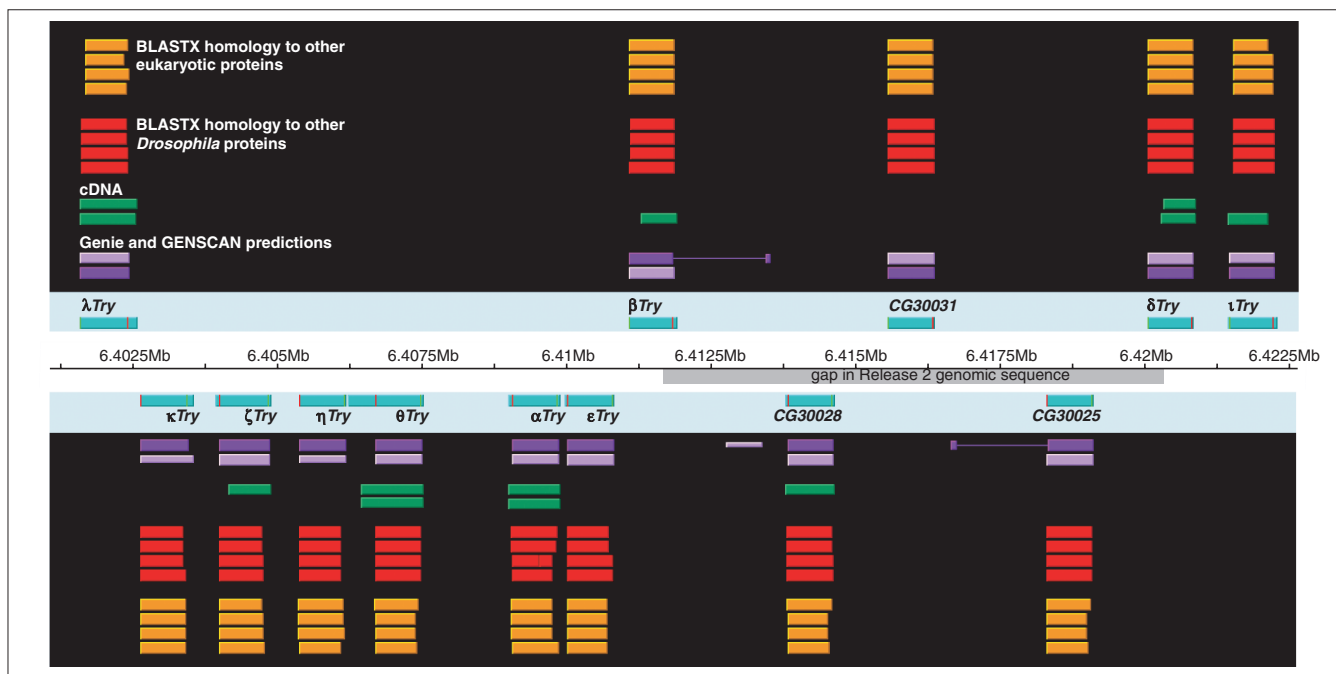 BLASTX homology to other
eukaryotic proteins
BLASTX homology to other
Drosophila proteins
cDNA
Genie and GENSCAN predictions
λTry βTry CG30031 δTry ιTry
6.4025Mb 6.405Mb 6.4075Mb 6.41Mb 6.4125Mb 6.415Mb 6.4175Mb 6.42Mb 6.4225Mb
gap in Release 2 genomic sequence
κTry ζTry ηTry θTry αTry εTry CG30028 CG30025